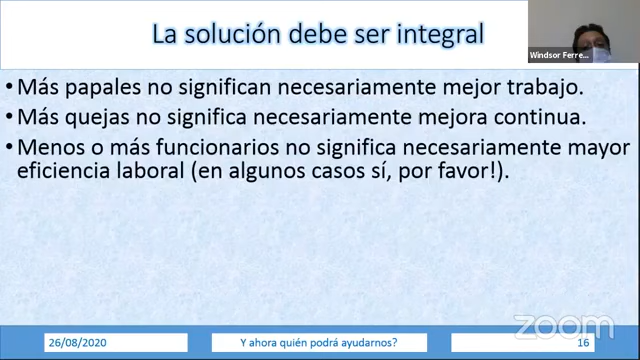 La solución debe ser integral
Windsor Ferre...
• Más papales no significan necesariamente mejor trabajo.
• Más quejas no significa necesariamente mejora continua.
• Menos o más funcionarios no significa necesariamente mayor
eficiencia laboral (en algunos casos sí, por favor!).
zoom
26/08/2020
Y ahora quién podrá ayudarnos?
16